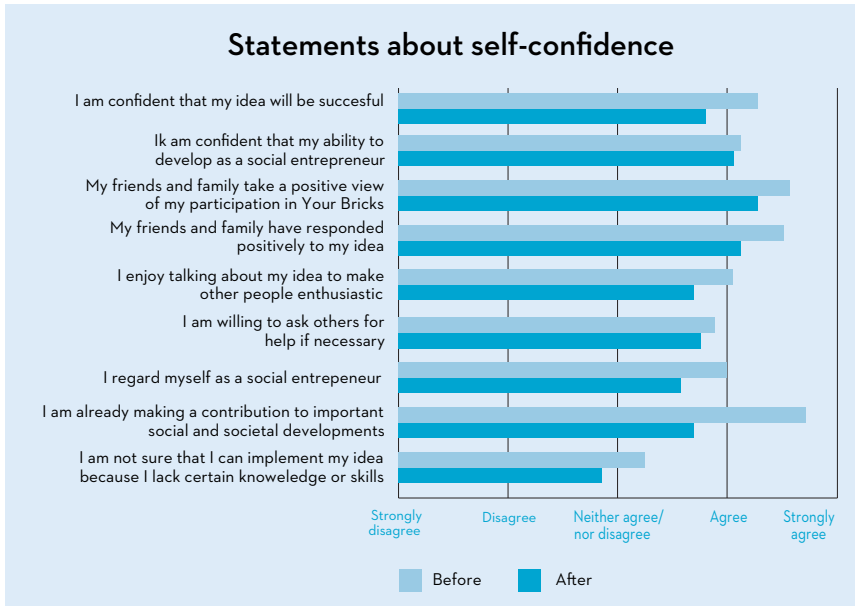 Statements about self-confidence
I am confident that my idea will be succesful
Ik am confident that my ability to
develop as a social entrepreneur
My friends and family take a positive view
of my participation in Your Bricks
My friends and family have responded
positively to my idea
I enjoy talking about my idea to make
other people enthusiastic
I am willing to ask others for
help if necessary
I regard myself as a social entrepeneur
I am already making a contribution to important
social and societal developments
I am not sure that I can implement my idea
because I lack certain knoweledge or skills
Strongly
disagree
Disagree
Neither agree/
nor disagree
Agree
Strongly
agree
Before
After